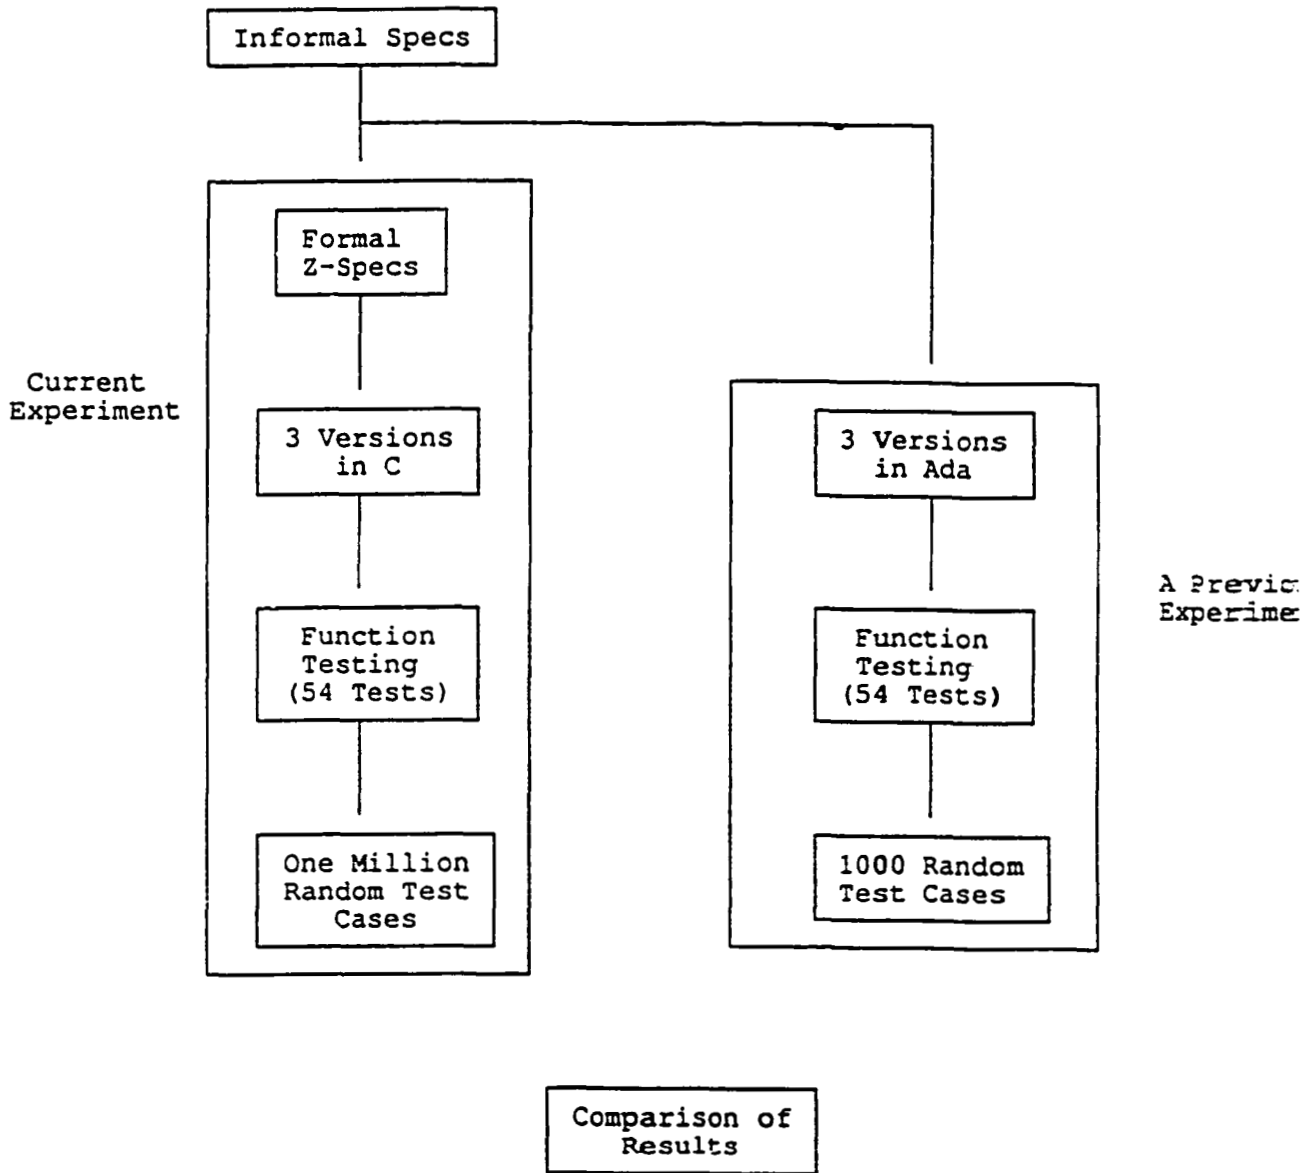 Informal Specs
Formal
Z-Specs
Current
Experiment
3 Versions
in C
3 Versions
in Ada
Function
Testing
(54 Tests)
Function
Testing
(54 Tests)
A
One Million
Random Test
Cases
1000 Random
Test Cases
Comparison of
Results